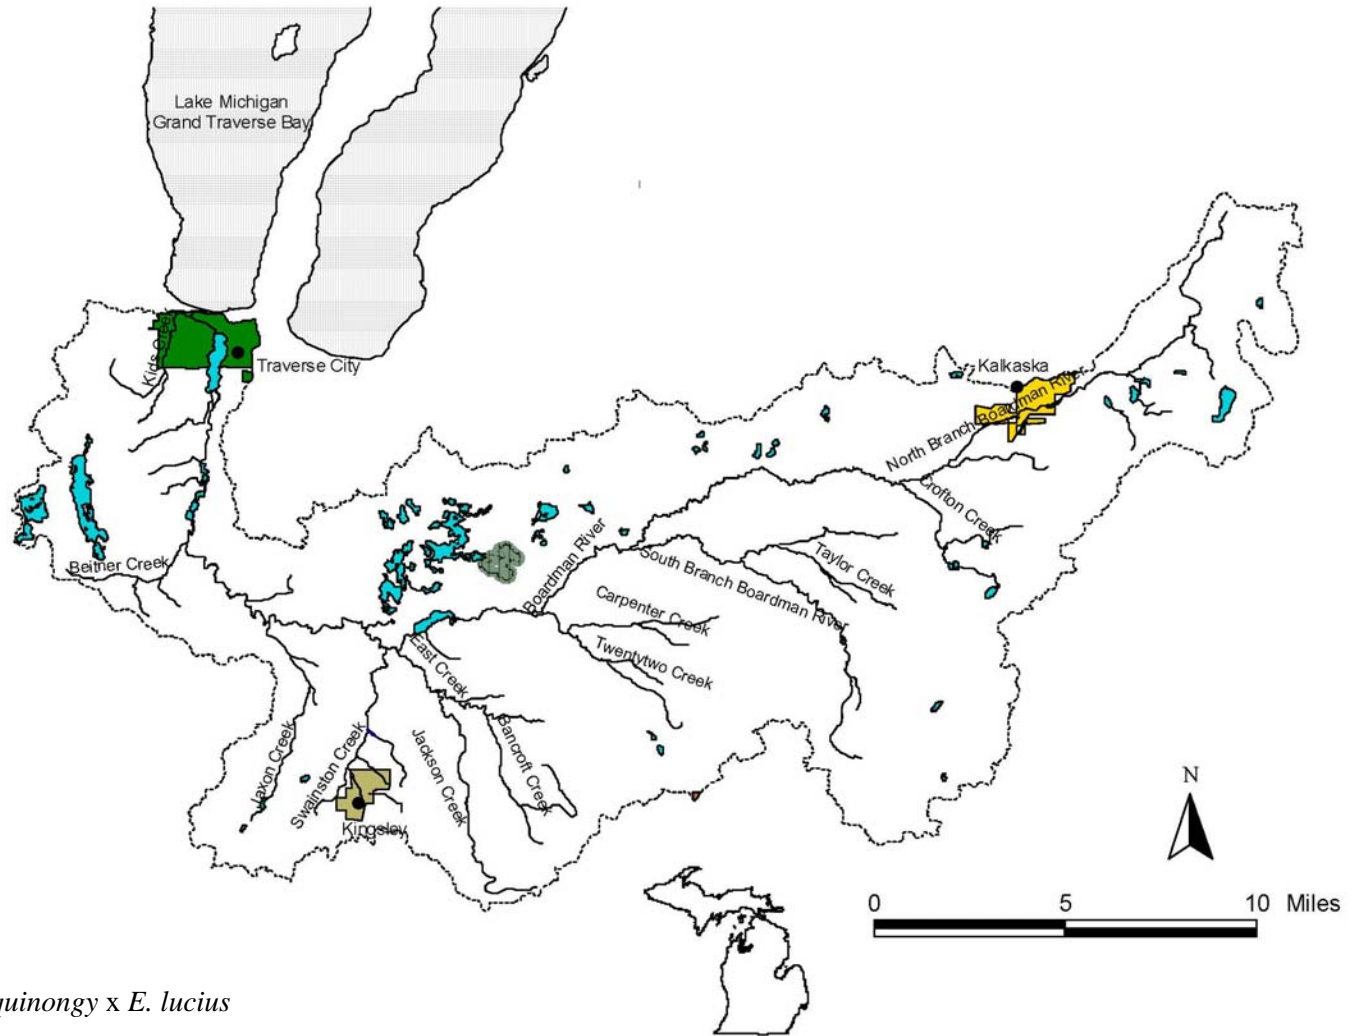 Lake Michigan
Grand Traverse Bay
Kids
Traverse City
Kalkaska
North Branch Boardman River
Crofton Creek
Beitner Creek
Boardman River
South Branch Boardman River
Taylor Creek
Carpenter Creek
Twentytwo Creek
East Creek
Jaxon Creek
Swainston Creek
Jackson Creek
Bancroft Creek
Kingsley
N
0 5 10 Miles
quinongy x E. lucius